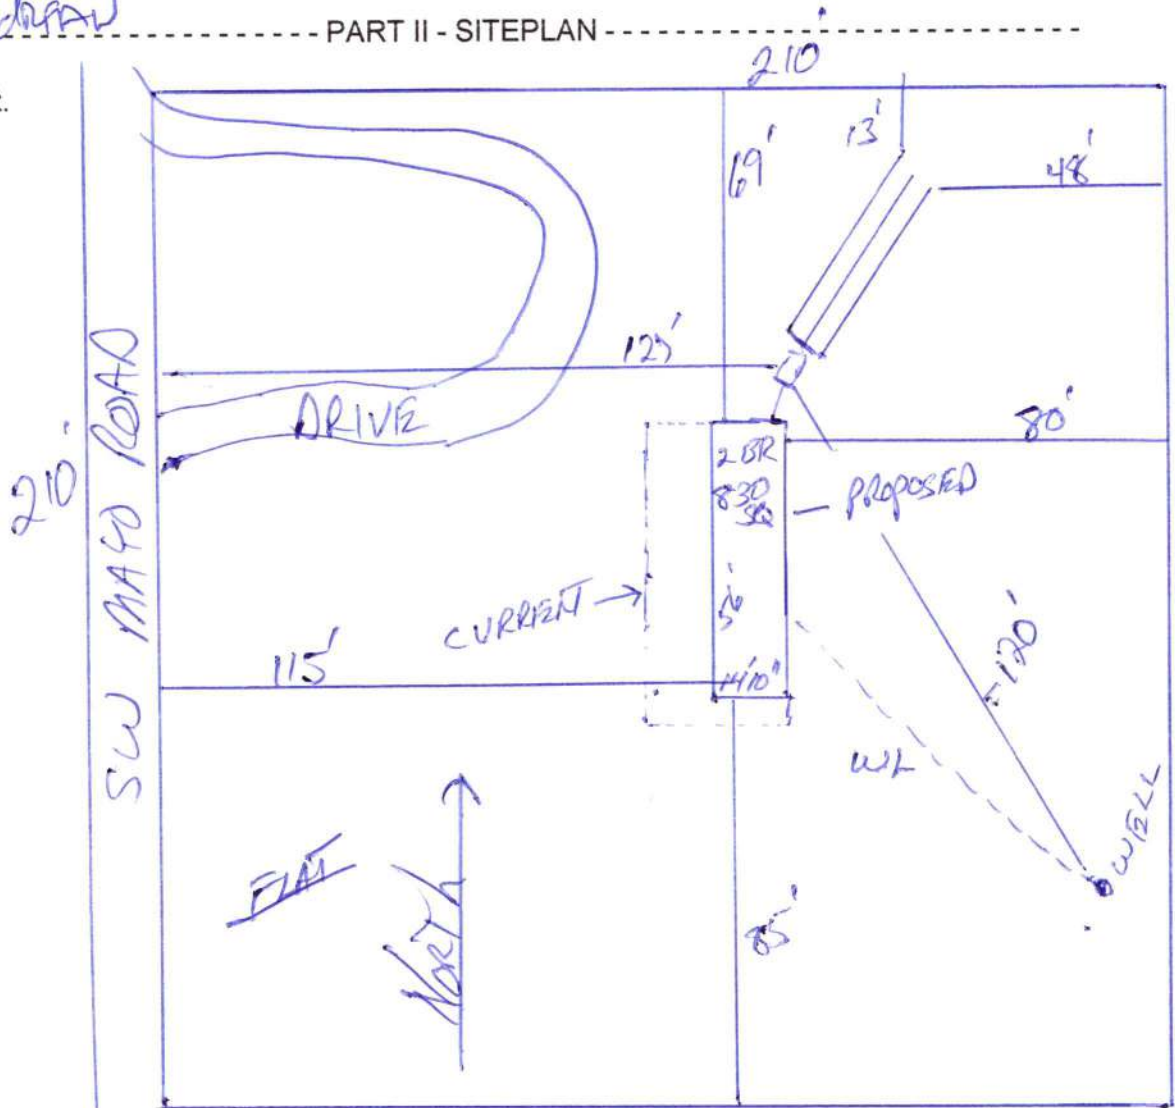 PART II - SITEPLAN
210'
13'
69'
48'
125'
DRIVE
80'
2 BR
830
SQ
PROPOSED
210'
SW MAYO ROAD
CURRENT
56'
115'
14'10"
120'
WL
WELL
FLAT
North
85'